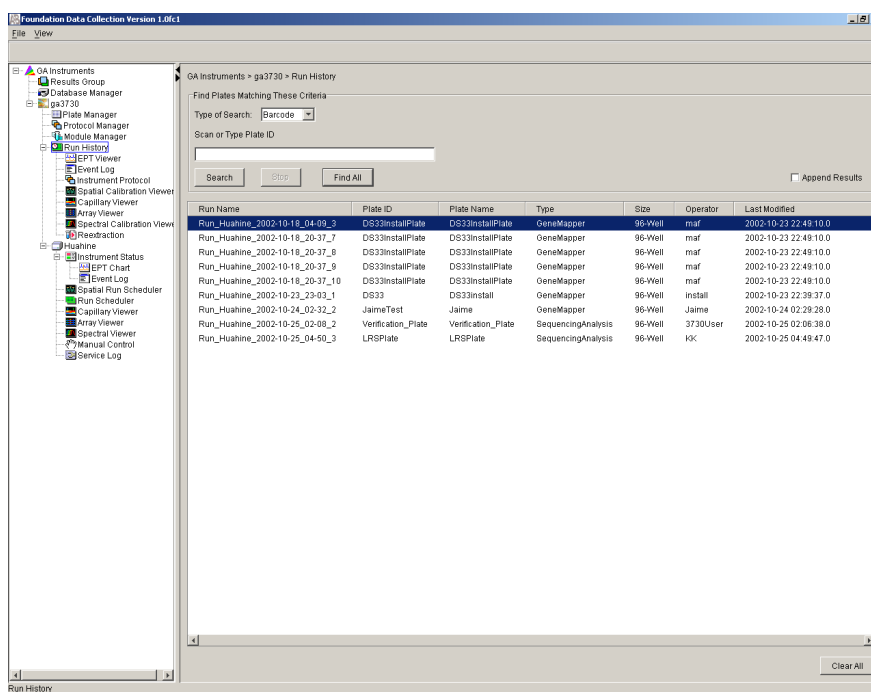 Foundation Data Collection Version 1.0fc1
File View
GA Instruments
Results Group
Database Manager
ga3730
Plate Manager
Protocol Manager
Module Manager
Run History
EPT Viewer
Event Log
Instrument Protocol
Spatial Calibration Viewer
Capillary Viewer
Array Viewer
Spectral Calibration Viewe
Reextraction
Huahine
Instrument Status
EPT Chart
Event Log
Spatial Run Scheduler
Run Scheduler
Capillary Viewer
Array Viewer
Spectral Viewer
Manual Control
Service Log
GA Instruments > ga3730 > Run History
Find Plates Matching These Criteria
Type of Search: Barcode
Scan or Type Plate ID
Search Stop Find All Append Results
Run Name Plate ID Plate Name Type Size Operator Last Modified
Run_Huahine_2002-10-18_04-09_3 DS33InstallPlate DS33InstallPlate GeneMapper 96-Well maf 2002-10-23 22:49:10.0
Run_Huahine_2002-10-18_20-37_7 DS33InstallPlate DS33InstallPlate GeneMapper 96-Well maf 2002-10-23 22:49:10.0
Run_Huahine_2002-10-18_20-37_8 DS33InstallPlate DS33InstallPlate GeneMapper 96-Well maf 2002-10-23 22:49:10.0
Run_Huahine_2002-10-18_20-37_9 DS33InstallPlate DS33InstallPlate GeneMapper 96-Well maf 2002-10-23 22:49:10.0
Run_Huahine_2002-10-18_20-37_10 DS33InstallPlate DS33InstallPlate GeneMapper 96-Well maf 2002-10-23 22:49:10.0
Run_Huahine_2002-10-23_23-03_1 DS33 DS33install GeneMapper 96-Well install 2002-10-23 22:39:37.0
Run_Huahine_2002-10-24_02-32_2 JaimeTest Jaime GeneMapper 96-Well Jaime 2002-10-24 02:29:28.0
Run_Huahine_2002-10-25_02-08_2 Verification_Plate Verification_Plate SequencingAnalysis 96-Well 3730User 2002-10-25 02:06:38.0
Run_Huahine_2002-10-25_04-50_3 LRSPlate LRSPlate SequencingAnalysis 96-Well KK 2002-10-25 04:49:47.0
Clear All
Run History